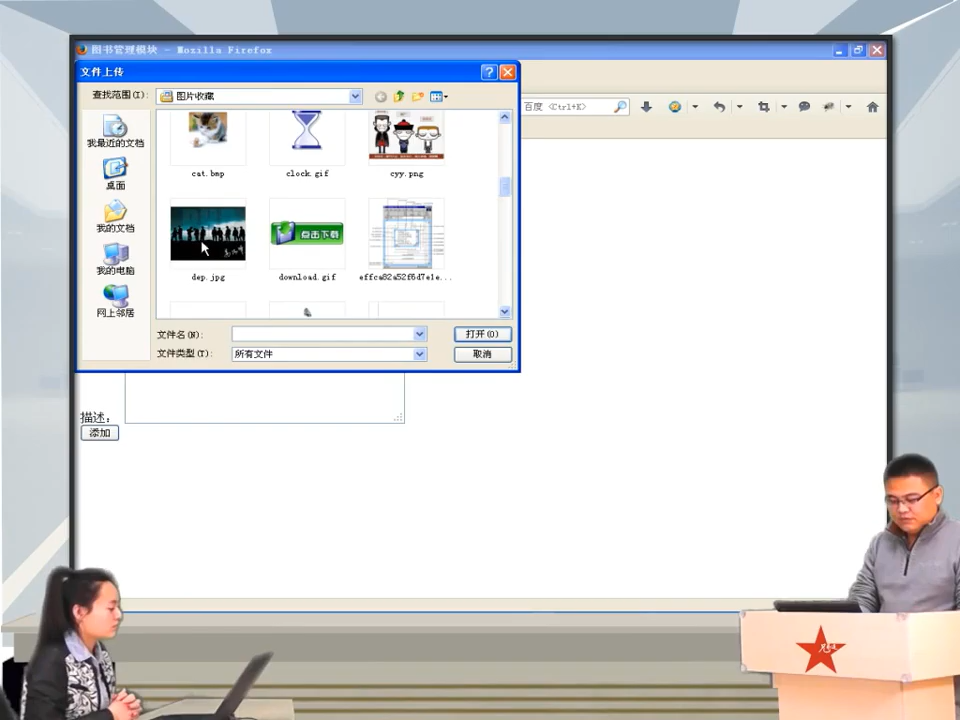 图书管理模块 - Mozilla Firefox
文件上传
查找范围(I):
图片收藏
百度 <Ctrl+K>
我最近的文档
桌面
我的文档
我的电脑
网上邻居
cat.bmp
clock.gif
cyy.png
点击下载
dep.jpg
download.gif
effca82a52f6d7e1e...
文件名(N):
打开(O)
文件类型(T):
所有文件
取消
描述:
添加